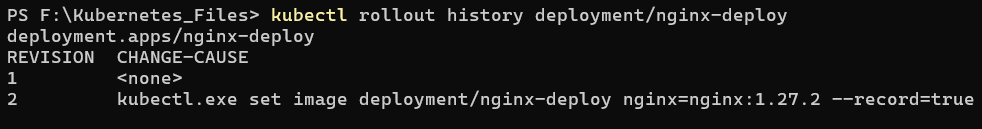 PS F:\Kubernetes_Files> kubectl rollout history deployment/nginx-deploy
deployment.apps/nginx-deploy
REVISION  CHANGE-CAUSE
1         <none>
2         kubectl.exe set image deployment/nginx-deploy nginx=nginx:1.27.2 --record=true